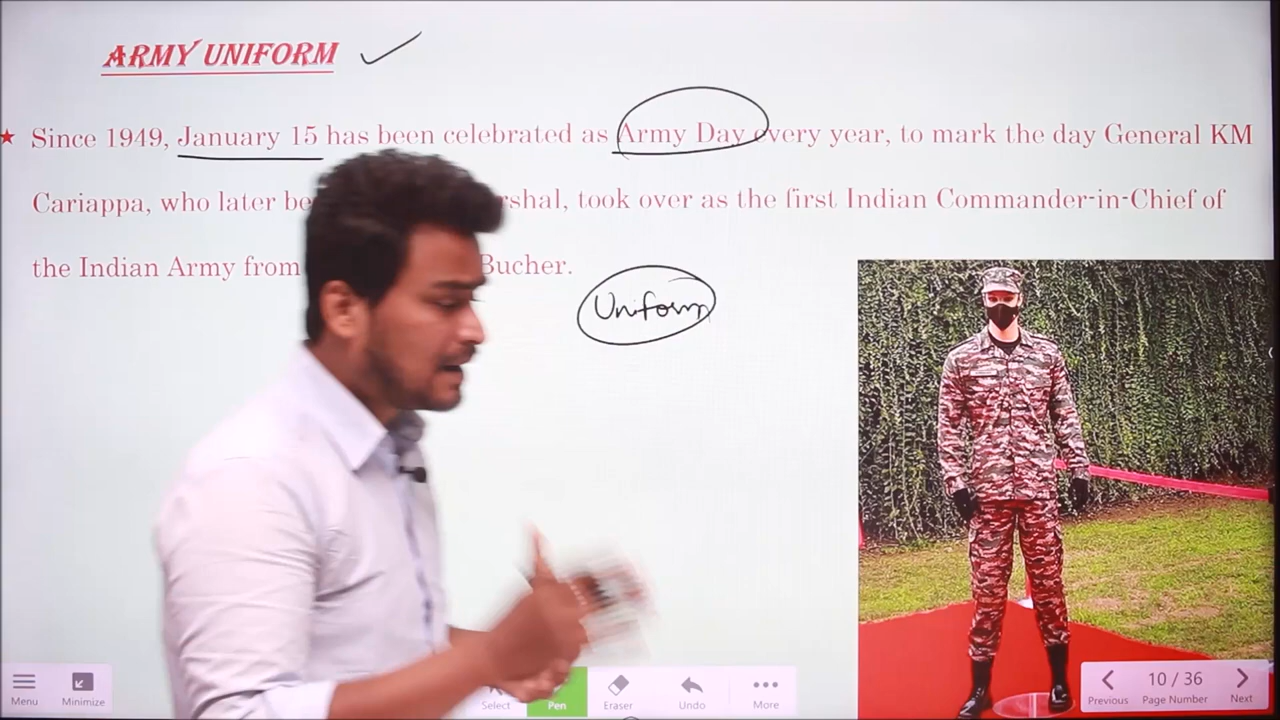 ARMY UNIFORM
★ Since 1949, January 15 has been celebrated as Army Day every year, to mark the day General KM
Cariappa, who later be rshal, took over as the first Indian Commander-in-Chief of
the Indian Army from Bucher.
Uniform
Menu
Minimize
Select
Pen
Eraser
Undo
More
Previous
10 / 36
Page Number
Next